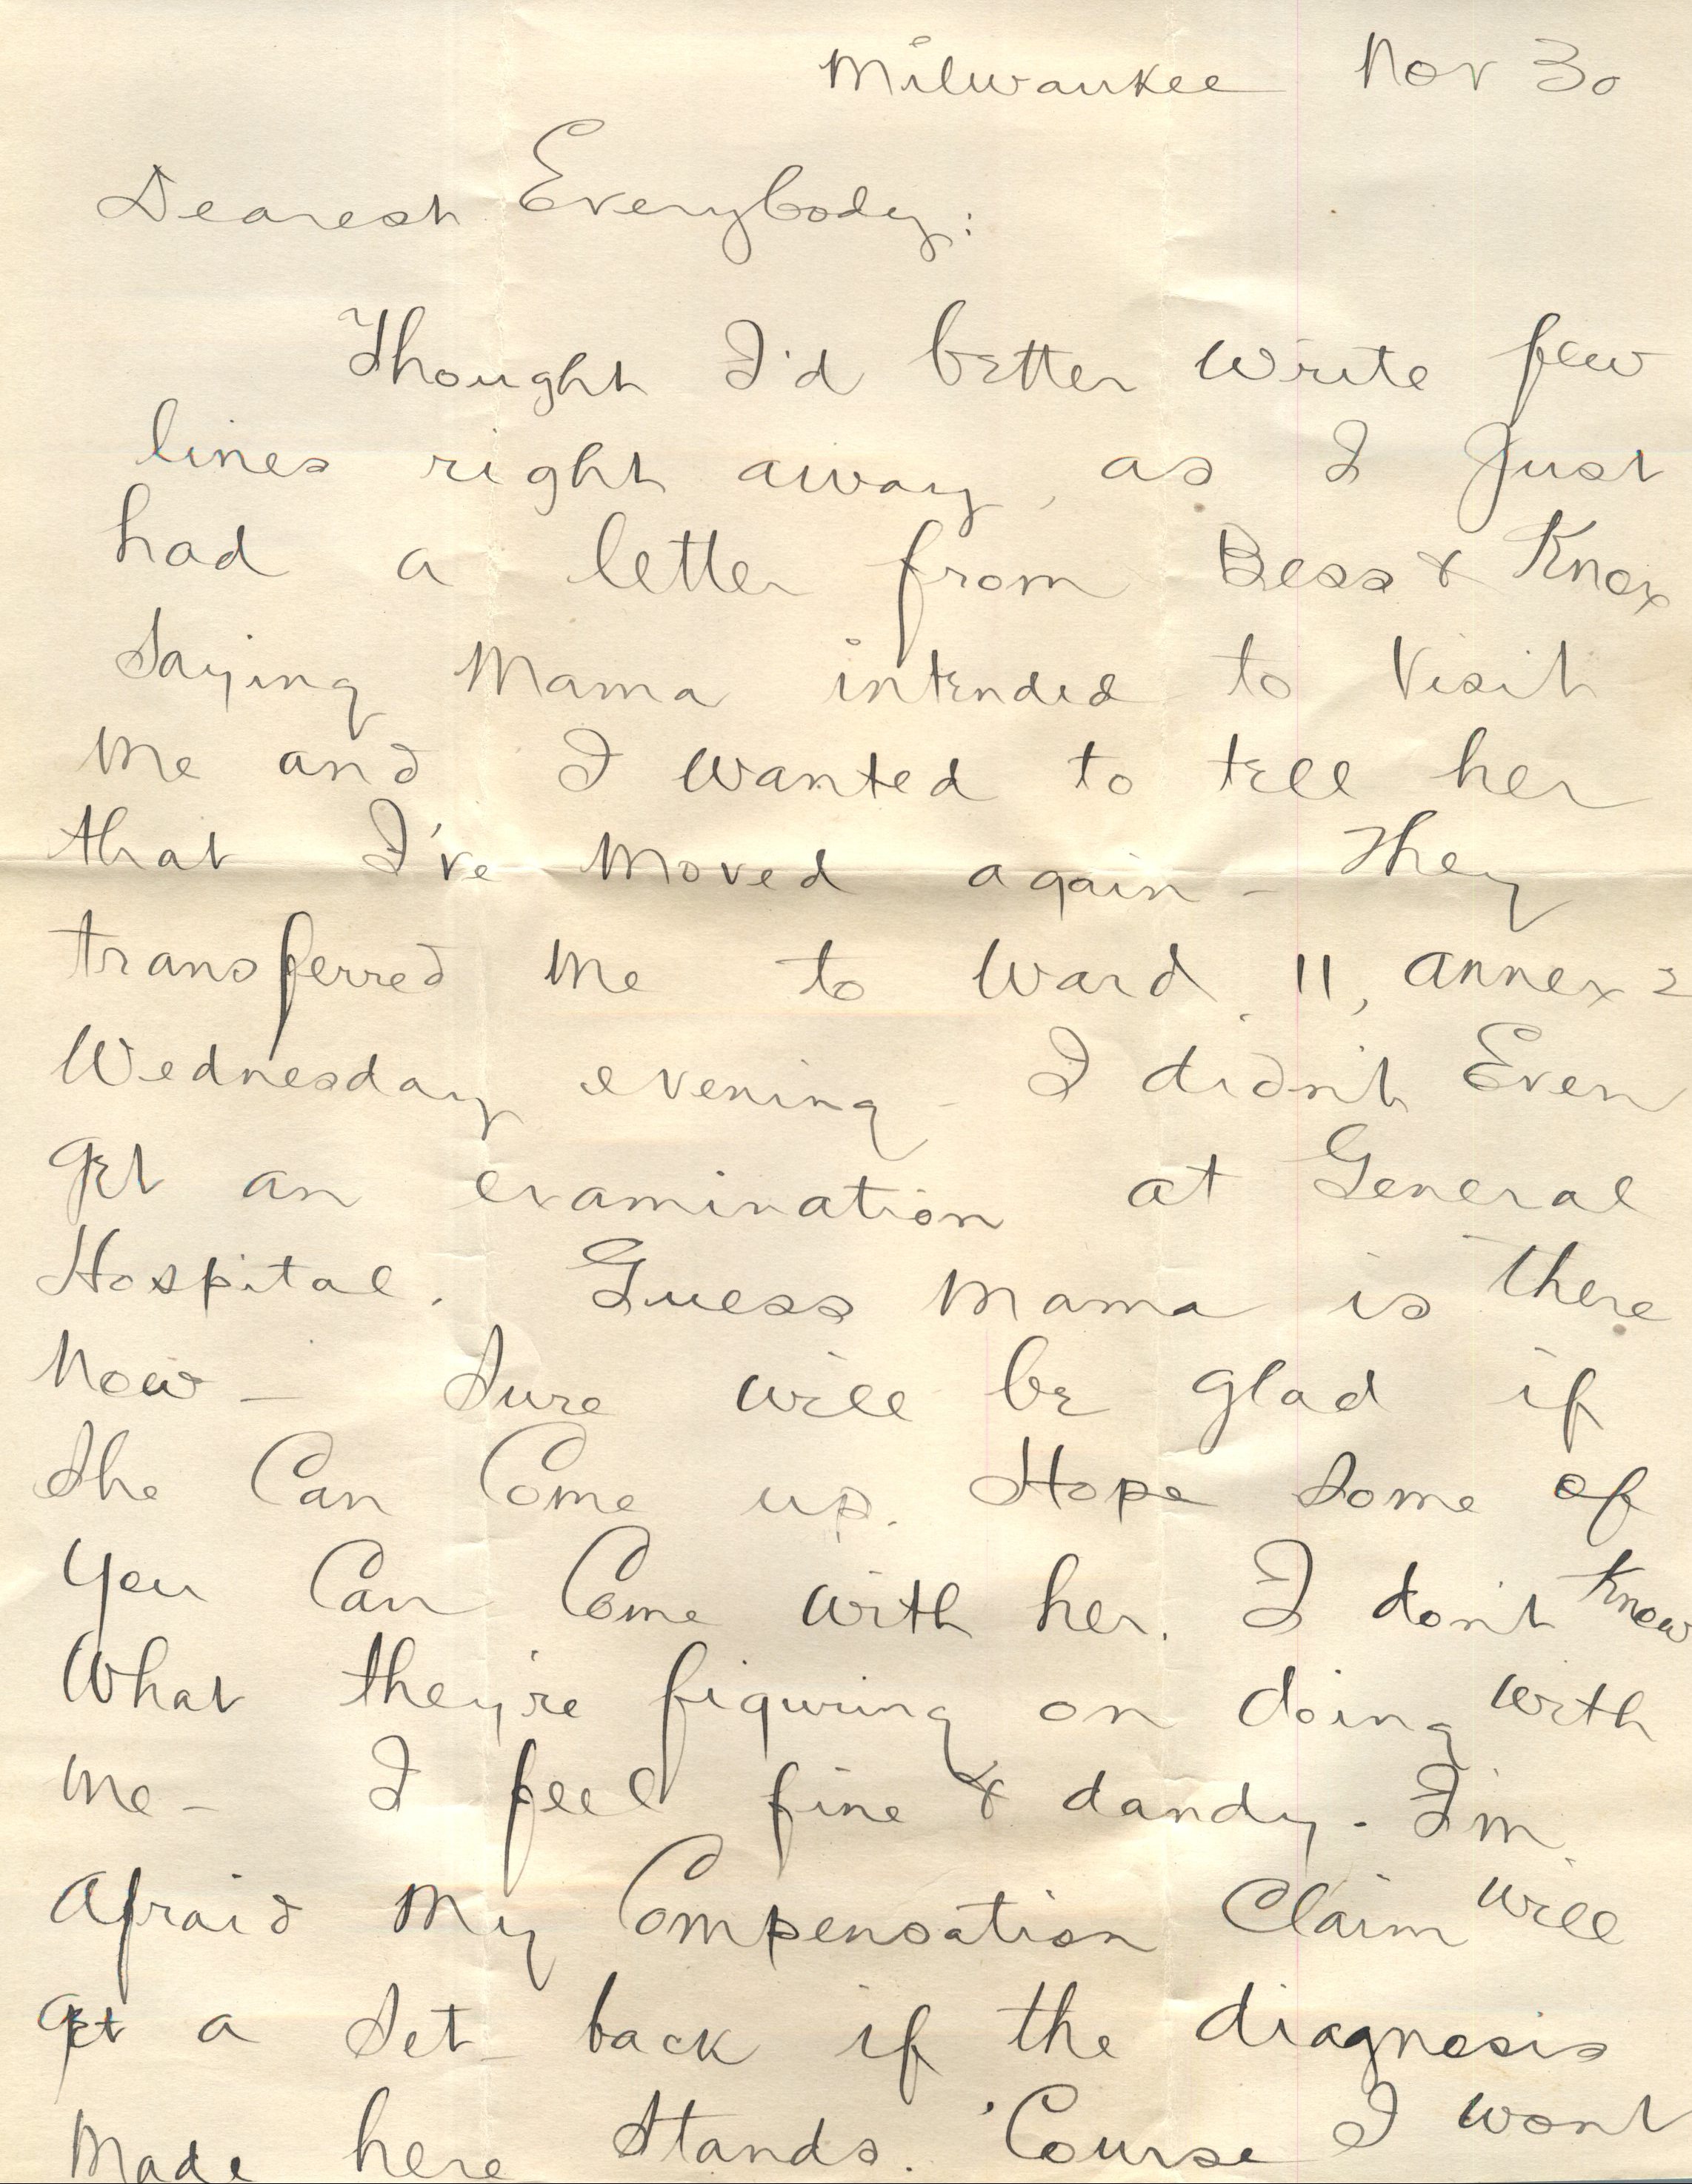 Milwaukee Nov 30
Dearest Everybody:
Thought I'd better write few
lines right away, as I Just
had a letter from Bess & Knox
Saying Mama intended to Visit
me and I wanted to tell her
that I've moved again - They
transferred me to Ward 11, Annex 2
Wednesday evening - I didn't Even
get an examination at General
Hospital. Guess Mama is there
now - Sure will be glad if
She Can Come up. Hope Some of
you Can Come with her. I don't know
What they're figuring on doing with
me - I feel fine & dandy. I'm
Afraid my Compensation Claim will
get a Set-back if the diagnosis
made here Stands. 'Course I wont